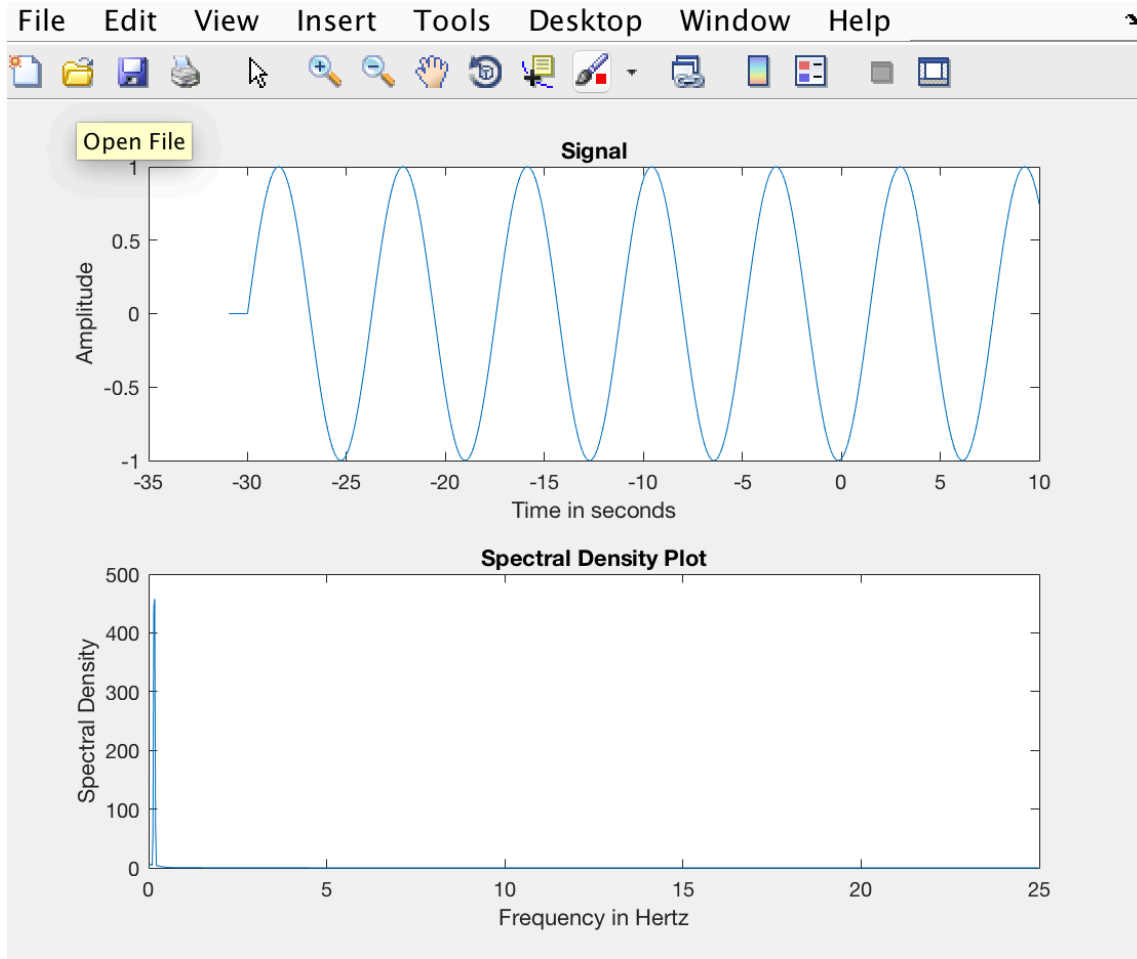 File Edit View Insert Tools Desktop Window Help
Open File
Signal
1
0.5
0
-0.5
-1
Amplitude
-35 -30 -25 -20 -15 -10 -5 0 5 10
Time in seconds
Spectral Density Plot
500
400
300
200
100
0
Spectral Density
0 5 10 15 20 25
Frequency in Hertz